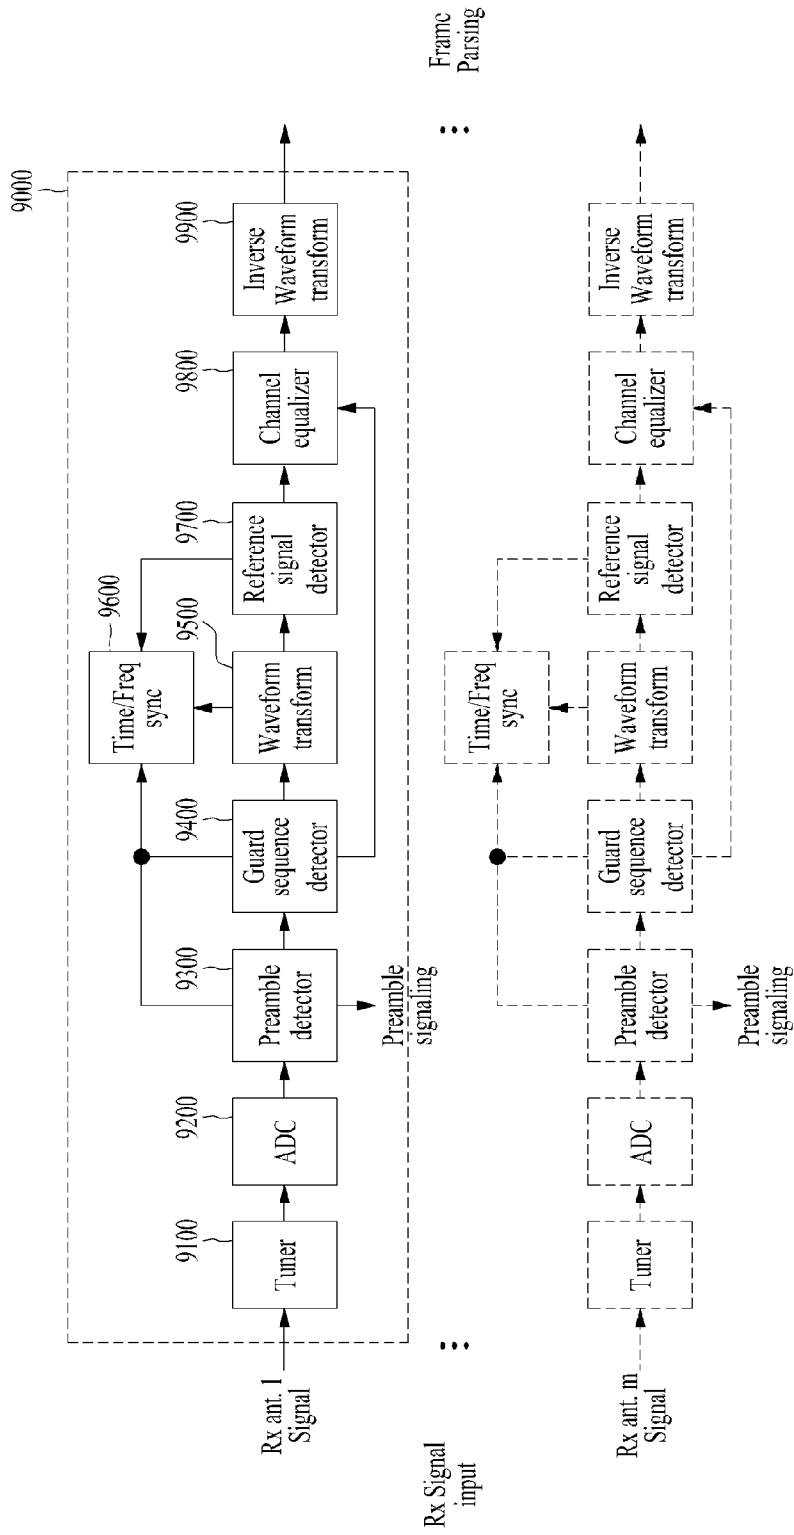 9000
9600
Time/Freq
sync
9100
Tuner
9200
ADC
9300
Preamble
detector
9400
Guard
sequence
detector
9500
Waveform
transform
9700
Reference
signal
detector
9800
Channel
equalizer
9900
Inverse
Waveform
transform
Rx ant. 1
Signal
Preamble
signaling
Rx Signal
input
Frame
Parsing
Time/Freq
sync
Rx ant. m
Signal
Tuner
ADC
Preamble
detector
Guard
sequence
detector
Waveform
transform
Reference
signal
detector
Channel
equalizer
Inverse
Waveform
transform
Preamble
signaling